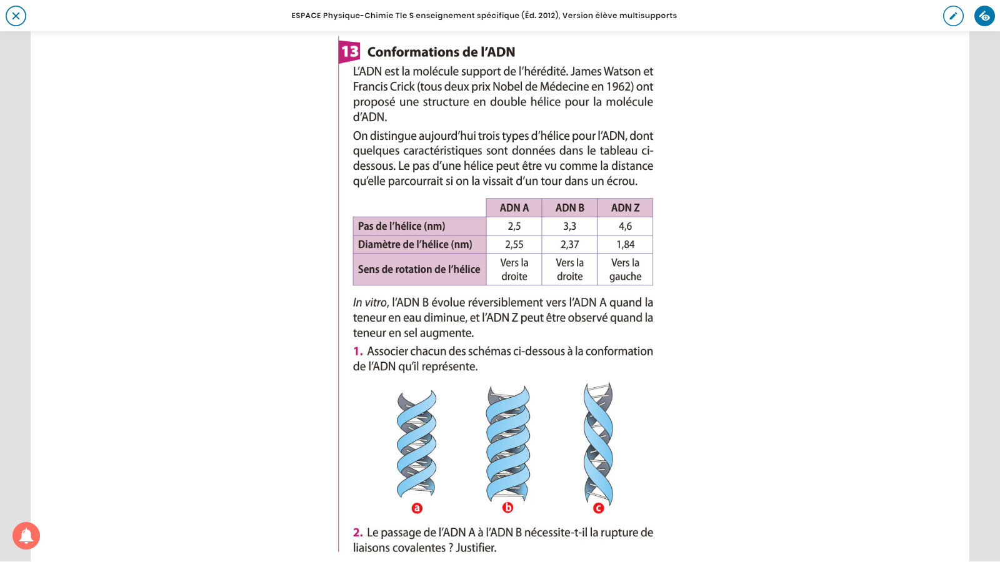 ESPACE Physique-Chimie Tle S enseignement spécifique (Éd. 2012), Version élève multisupports
13 Conformations de l'ADN
L'ADN est la molécule support de l'hérédité. James Watson et
Francis Crick (tous deux prix Nobel de Médecine en 1962) ont
proposé une structure en double hélice pour la molécule
d'ADN.
On distingue aujourd'hui trois types d'hélice pour l'ADN, dont
quelques caractéristiques sont données dans le tableau ci-
dessous. Le pas d'une hélice peut être vu comme la distance
qu'elle parcourrait si on la vissait d'un tour dans un écrou.
ADN A ADN B ADN Z
Pas de l'hélice (nm) 2,5 3,3 4,6
Diamètre de l'hélice (nm) 2,55 2,37 1,84
Sens de rotation de l'hélice Vers la droite Vers la droite Vers la gauche
In vitro, l'ADN B évolue réversiblement vers l'ADN A quand la
teneur en eau diminue, et l'ADN Z peut être observé quand la
teneur en sel augmente.
1. Associer chacun des schémas ci-dessous à la conformation
de l'ADN qu'il représente.
a b c
2. Le passage de l'ADN A à l'ADN B nécessite-t-il la rupture de
liaisons covalentes ? Justifier.